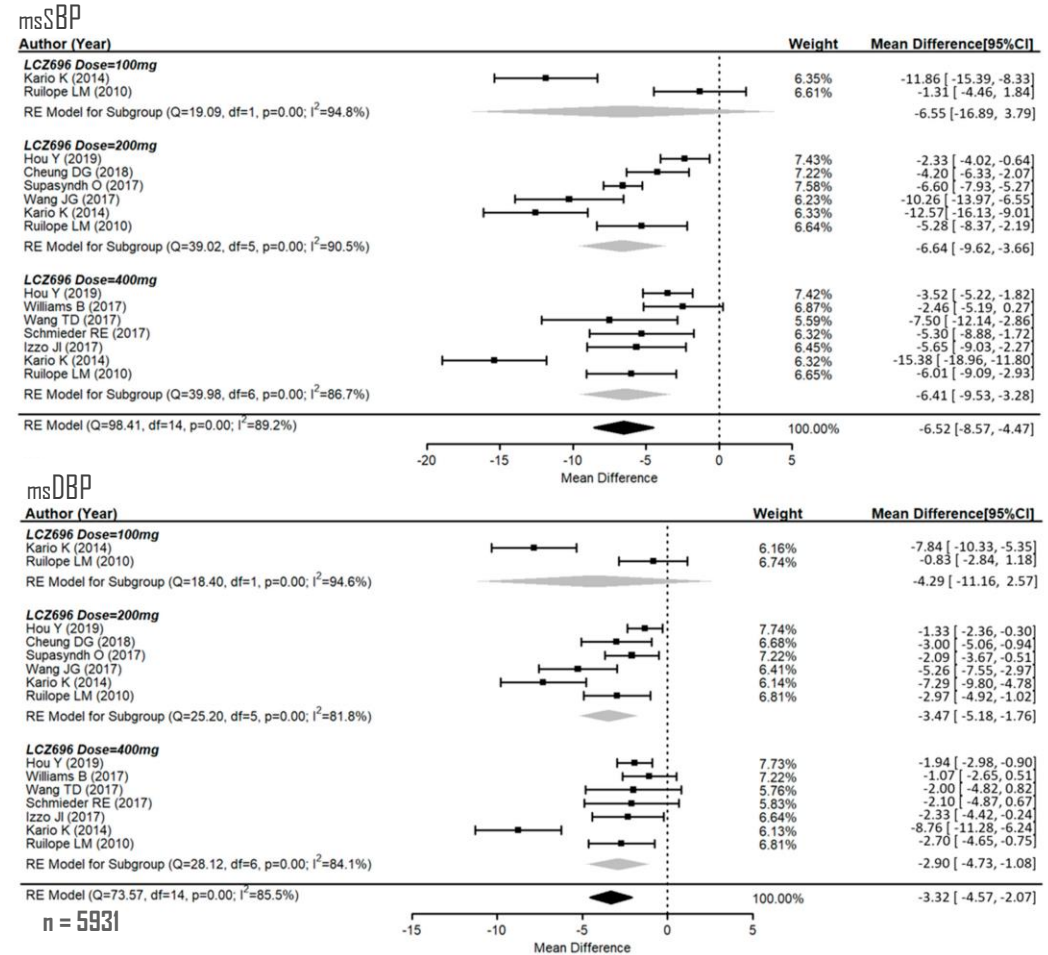 msSBP
Author (Year) Weight Mean Difference[95%CI]
LCZ696 Dose=100mg
Kario K (2014) 6.35% -11.86 [ -15.39, -8.33]
Ruilope LM (2010) 6.61% -1.31 [ -4.46, 1.84]
RE Model for Subgroup (Q=19.09, df=1, p=0.00; I²=94.8%) -6.55 [-16.89, 3.79]
LCZ696 Dose=200mg
Hou Y (2019) 7.43% -2.33 [ -4.02, -0.64]
Cheung DG (2018) 7.22% -4.20 [ -6.33, -2.07]
Supasyndh O (2017) 7.58% -6.60 [ -7.93, -5.27]
Wang JG (2017) 6.23% -10.26 [ -13.97, -6.55]
Kario K (2014) 6.33% -12.57[ -16.13, -9.01]
Ruilope LM (2010) 6.64% -5.28 [ -8.37, -2.19]
RE Model for Subgroup (Q=39.02, df=5, p=0.00; I²=90.5%) -6.64 [ -9.62, -3.66]
LCZ696 Dose=400mg
Hou Y (2019) 7.42% -3.52 [ -5.22, -1.82]
Williams B (2017) 6.87% -2.46 [ -5.19, 0.27]
Wang TD (2017) 5.59% -7.50 [ -12.14, -2.86]
Schmieder RE (2017) 6.32% -5.30 [ -8.88, -1.72]
Izzo JI (2017) 6.45% -5.65 [ -9.03, -2.27]
Kario K (2014) 6.32% -15.38 [ -18.96, -11.80]
Ruilope LM (2010) 6.65% -6.01 [ -9.09, -2.93]
RE Model for Subgroup (Q=39.98, df=6, p=0.00; I²=86.7%) -6.41 [ -9.53, -3.28]
RE Model (Q=98.41, df=14, p=0.00; I²=89.2%) 100.00% -6.52 [-8.57, -4.47]
-20 -15 -10 -5 0 5
Mean Difference
msDBP
Author (Year) Weight Mean Difference[95%CI]
LCZ696 Dose=100mg
Kario K (2014) 6.16% -7.84 [ -10.33, -5.35]
Ruilope LM (2010) 6.74% -0.83 [ -2.84, 1.18]
RE Model for Subgroup (Q=18.40, df=1, p=0.00; I²=94.6%) -4.29 [ -11.16, 2.57]
LCZ696 Dose=200mg
Hou Y (2019) 7.74% -1.33 [ -2.36, -0.30]
Cheung DG (2018) 6.68% -3.00 [ -5.06, -0.94]
Supasyndh O (2017) 7.22% -2.09 [ -3.67, -0.51]
Wang JG (2017) 6.41% -5.26 [ -7.55, -2.97]
Kario K (2014) 6.14% -7.29 [ -9.80, -4.78]
Ruilope LM (2010) 6.81% -2.97 [ -4.92, -1.02]
RE Model for Subgroup (Q=25.20, df=5, p=0.00; I²=81.8%) -3.47 [ -5.18, -1.76]
LCZ696 Dose=400mg
Hou Y (2019) 7.73% -1.94 [ -2.98, -0.90]
Williams B (2017) 7.22% -1.07 [ -2.65, 0.51]
Wang TD (2017) 5.76% -2.00 [ -4.82, 0.82]
Schmieder RE (2017) 5.83% -2.10 [ -4.87, 0.67]
Izzo JI (2017) 6.64% -2.33 [ -4.42, -0.24]
Kario K (2014) 6.13% -8.76 [ -11.28, -6.24]
Ruilope LM (2010) 6.81% -2.70 [ -4.65, -0.75]
RE Model for Subgroup (Q=28.12, df=6, p=0.00; I²=84.1%) -2.90 [ -4.73, -1.08]
RE Model (Q=73.57, df=14, p=0.00; I²=85.5%) 100.00% -3.32 [ -4.57, -2.07]
n = 5931
-15 -10 -5 0 5
Mean Difference